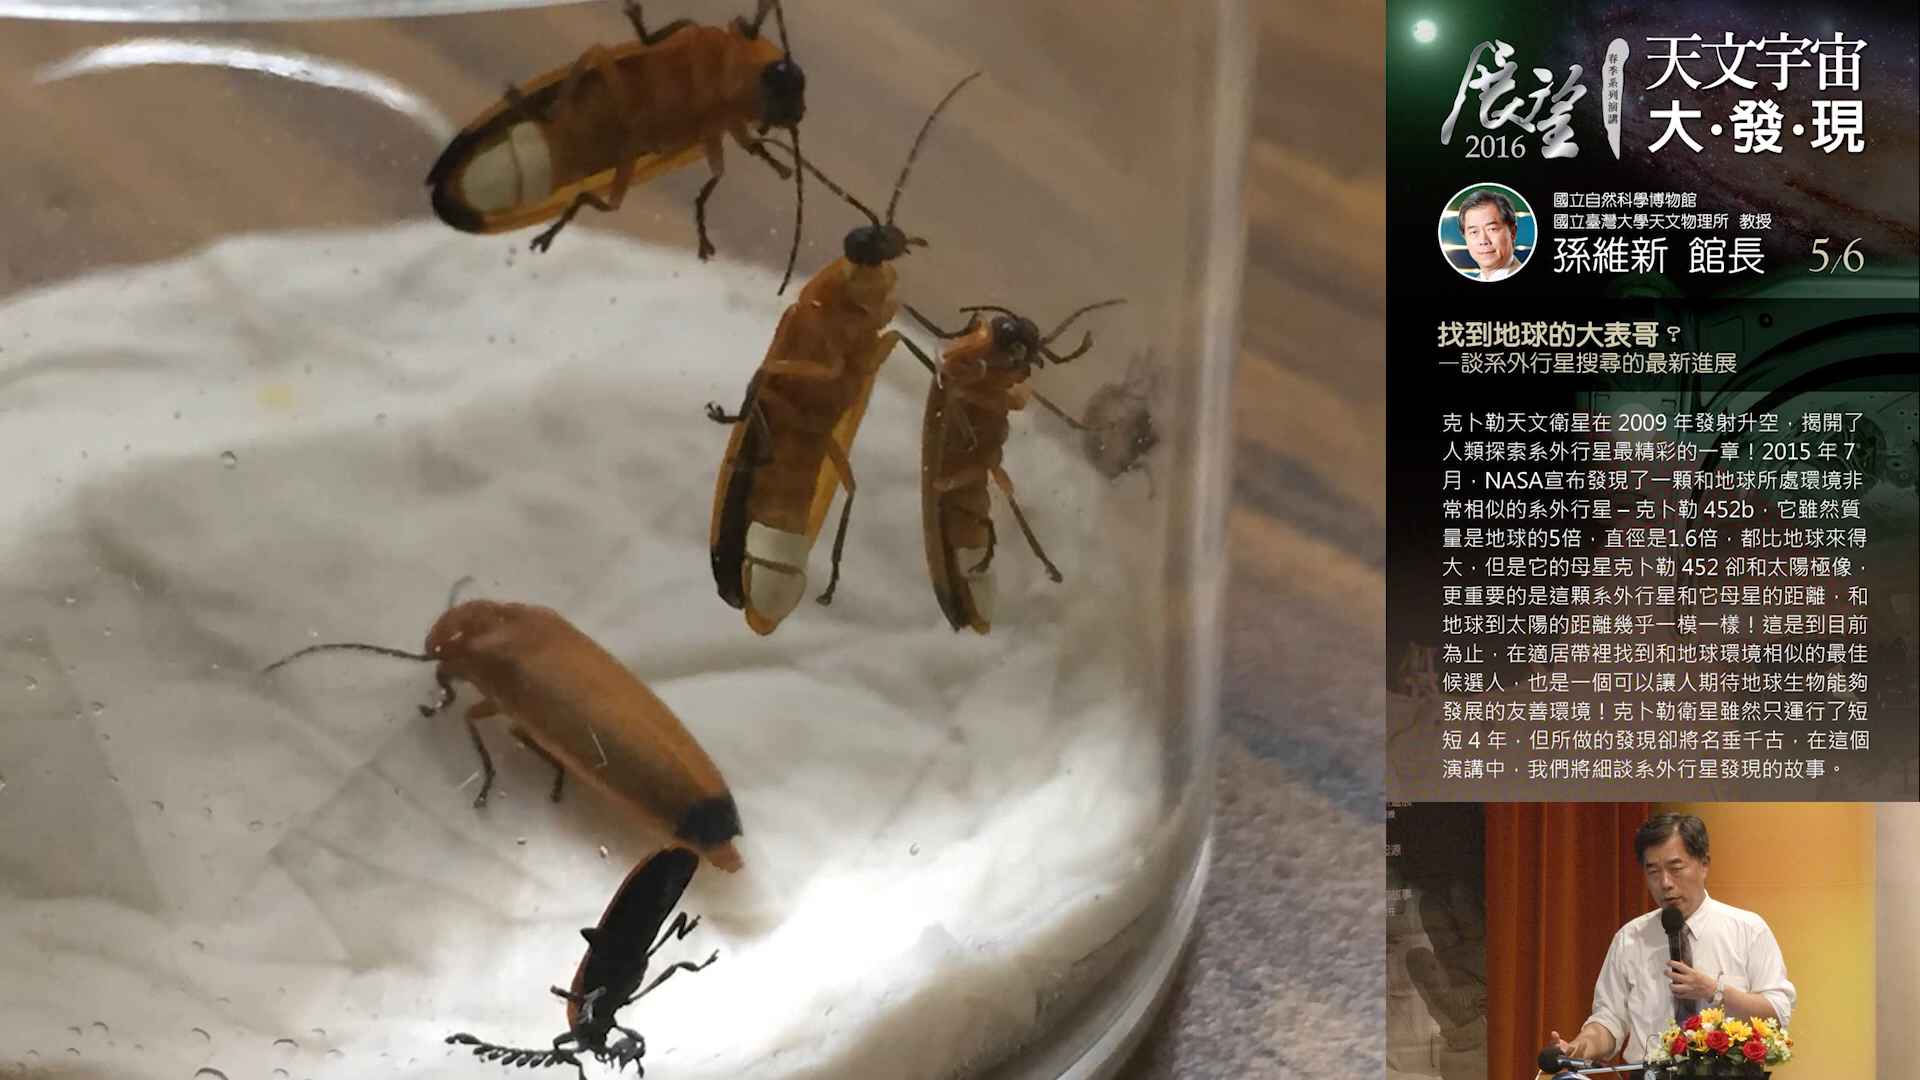 展望
2016
春季系列演講
天文宇宙
大·發·現
國立自然科學博物館
國立臺灣大學天文物理所 教授
孫維新 館長 5/6
找到地球的大表哥？
—談系外行星搜尋的最新進展
克卜勒天文衛星在 2009 年發射升空，揭開了
人類探索系外行星最精彩的一章！2015 年 7
月，NASA宣布發現了一顆和地球所處環境非
常相似的系外行星 – 克卜勒 452b，它雖然質
量是地球的5倍，直徑是1.6倍，都比地球來得
大，但是它的母星克卜勒 452 卻和太陽極像，
更重要的是這顆系外行星和它母星的距離，和
地球到太陽的距離幾乎一模一樣！這是到目前
為止，在適居帶裡找到和地球環境相似的最佳
候選人，也是一個可以讓人期待地球生物能夠
發展的友善環境！克卜勒衛星雖然只運行了短
短 4 年，但所做的發現卻將名垂千古，在這個
演講中，我們將細談系外行星發現的故事。